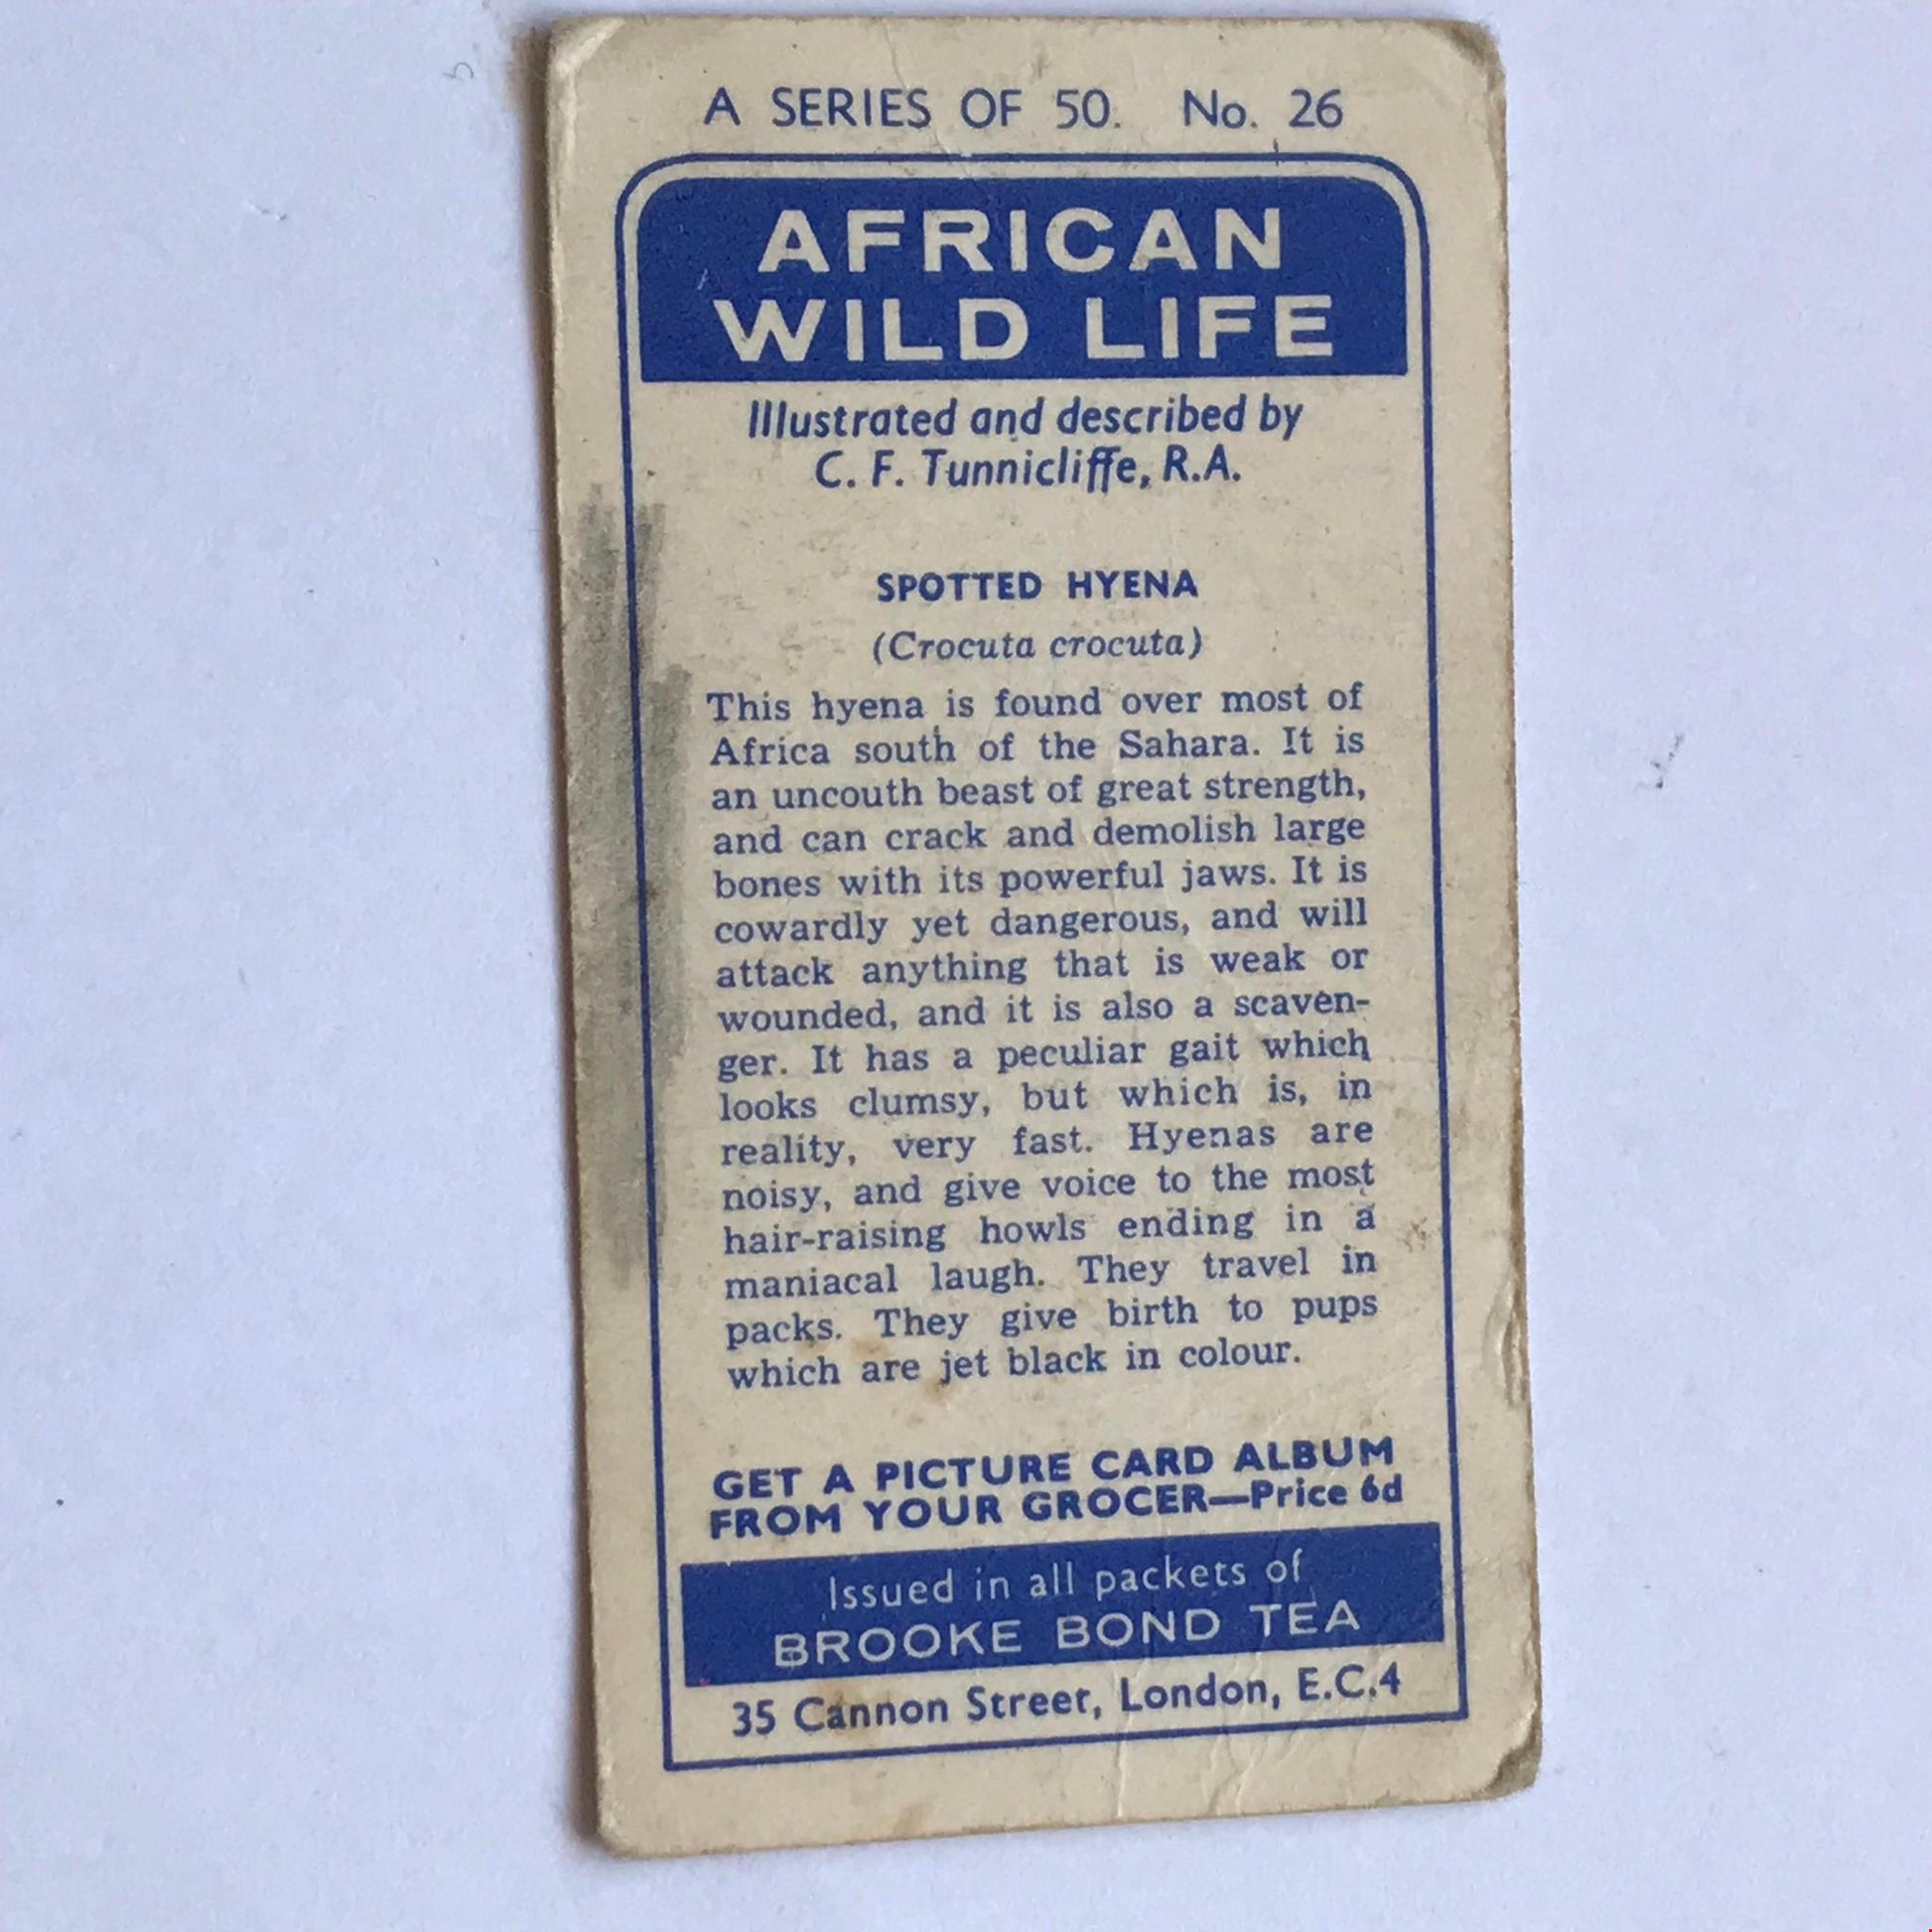 A SERIES OF 50. No. 26
AFRICAN
WILD LIFE
Illustrated and described by
C. F. Tunnicliffe, R.A.
SPOTTED HYENA
(Crocuta crocuta)
This hyena is found over most of
Africa south of the Sahara. It is
an uncouth beast of great strength,
and can crack and demolish large
bones with its powerful jaws. It is
cowardly yet dangerous, and will
attack anything that is weak or
wounded, and it is also a scaven-
ger. It has a peculiar gait which
looks clumsy, but which is, in
reality, very fast. Hyenas are
noisy, and give voice to the most
hair-raising howls ending in a
maniacal laugh. They travel in
packs. They give birth to pups
which are jet black in colour.
GET A PICTURE CARD ALBUM
FROM YOUR GROCER—Price 6d
Issued in all packets of
BROOKE BOND TEA
35 Cannon Street, London, E.C.4